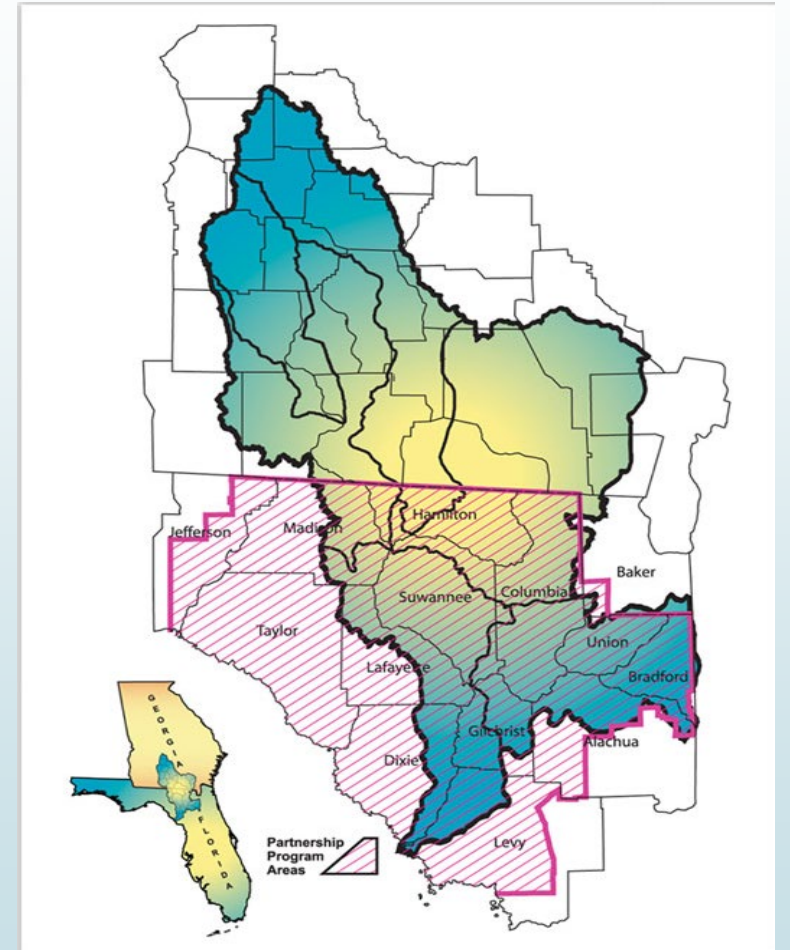 Jefferson
Madison
Hamilton
Baker
Suwannee
Columbia
Taylor
Union
Lafayette
Bradford
Gilchrist
Alachua
Dixie
Levy
GEORGIA
FLORIDA
Partnership
Program
Areas